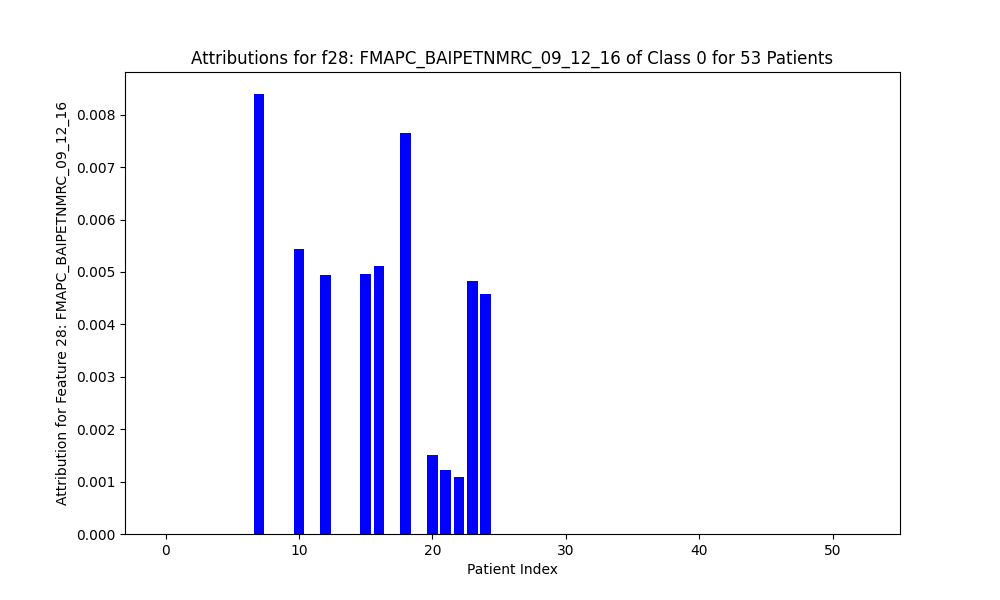 Attributions for f28: FMAPC_BAIPETNMRC_09_12_16 of Class 0 for 53 Patients
Attribution for Feature 28: FMAPC_BAIPETNMRC_09_12_16
0.008
0.007
0.006
0.005
0.004
0.003
0.002
0.001
0.000
0 10 20 30 40 50
Patient Index